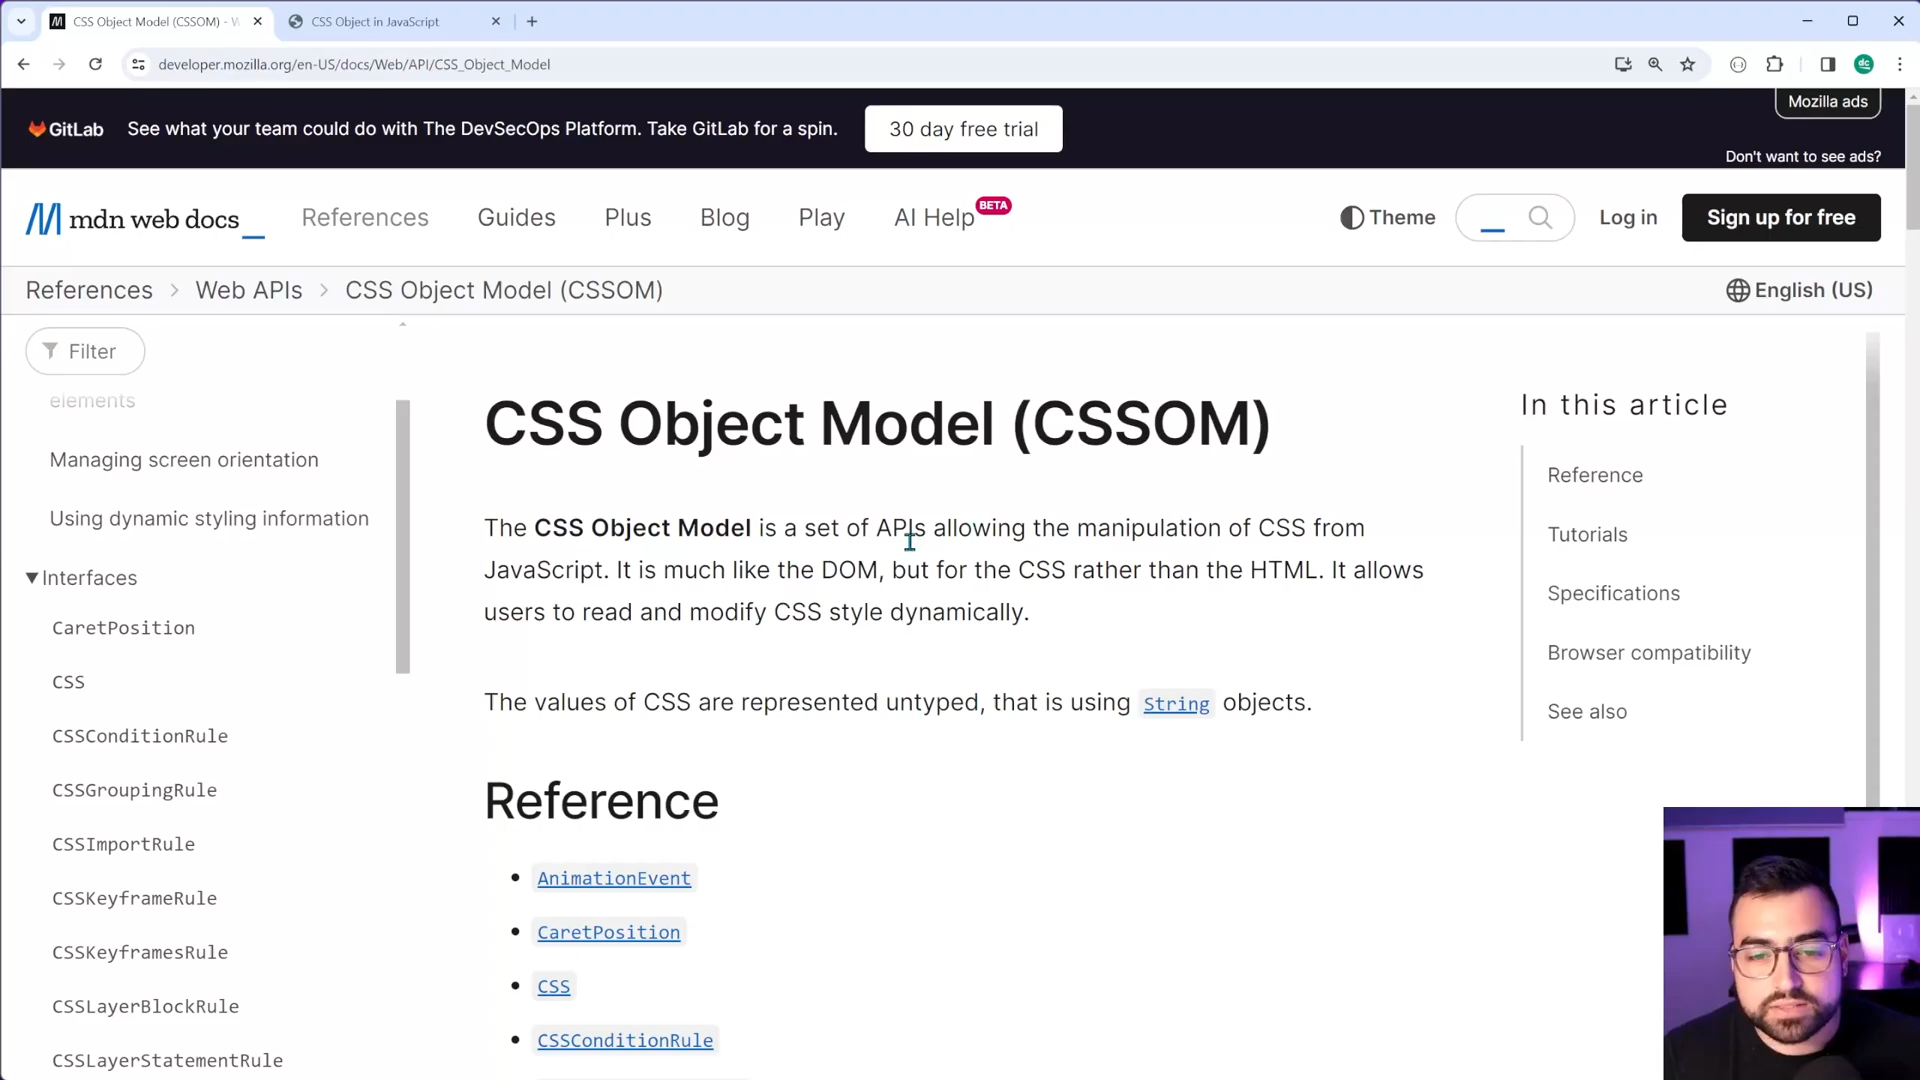 CSS Object Model (CSSOM) - W
CSS Object in JavaScript
developer.mozilla.org/en-US/docs/Web/API/CSS_Object_Model
dc
GitLab
See what your team could do with The DevSecOps Platform. Take GitLab for a spin.
30 day free trial
Mozilla ads
Don't want to see ads?
mdn web docs_
References
Guides
Plus
Blog
Play
AI Help
BETA
Theme
Log in
Sign up for free
References
Web APIs
CSS Object Model (CSSOM)
English (US)
Filter
elements
Managing screen orientation
Using dynamic styling information
Interfaces
CaretPosition
CSS
CSSConditionRule
CSSGroupingRule
CSSImportRule
CSSKeyframeRule
CSSKeyframesRule
CSSLayerBlockRule
CSSLayerStatementRule
CSS Object Model (CSSOM)
The CSS Object Model is a set of APIs allowing the manipulation of CSS from
JavaScript. It is much like the DOM, but for the CSS rather than the HTML. It allows
users to read and modify CSS style dynamically.
The values of CSS are represented untyped, that is using String objects.
Reference
AnimationEvent
CaretPosition
CSS
CSSConditionRule
In this article
Reference
Tutorials
Specifications
Browser compatibility
See also